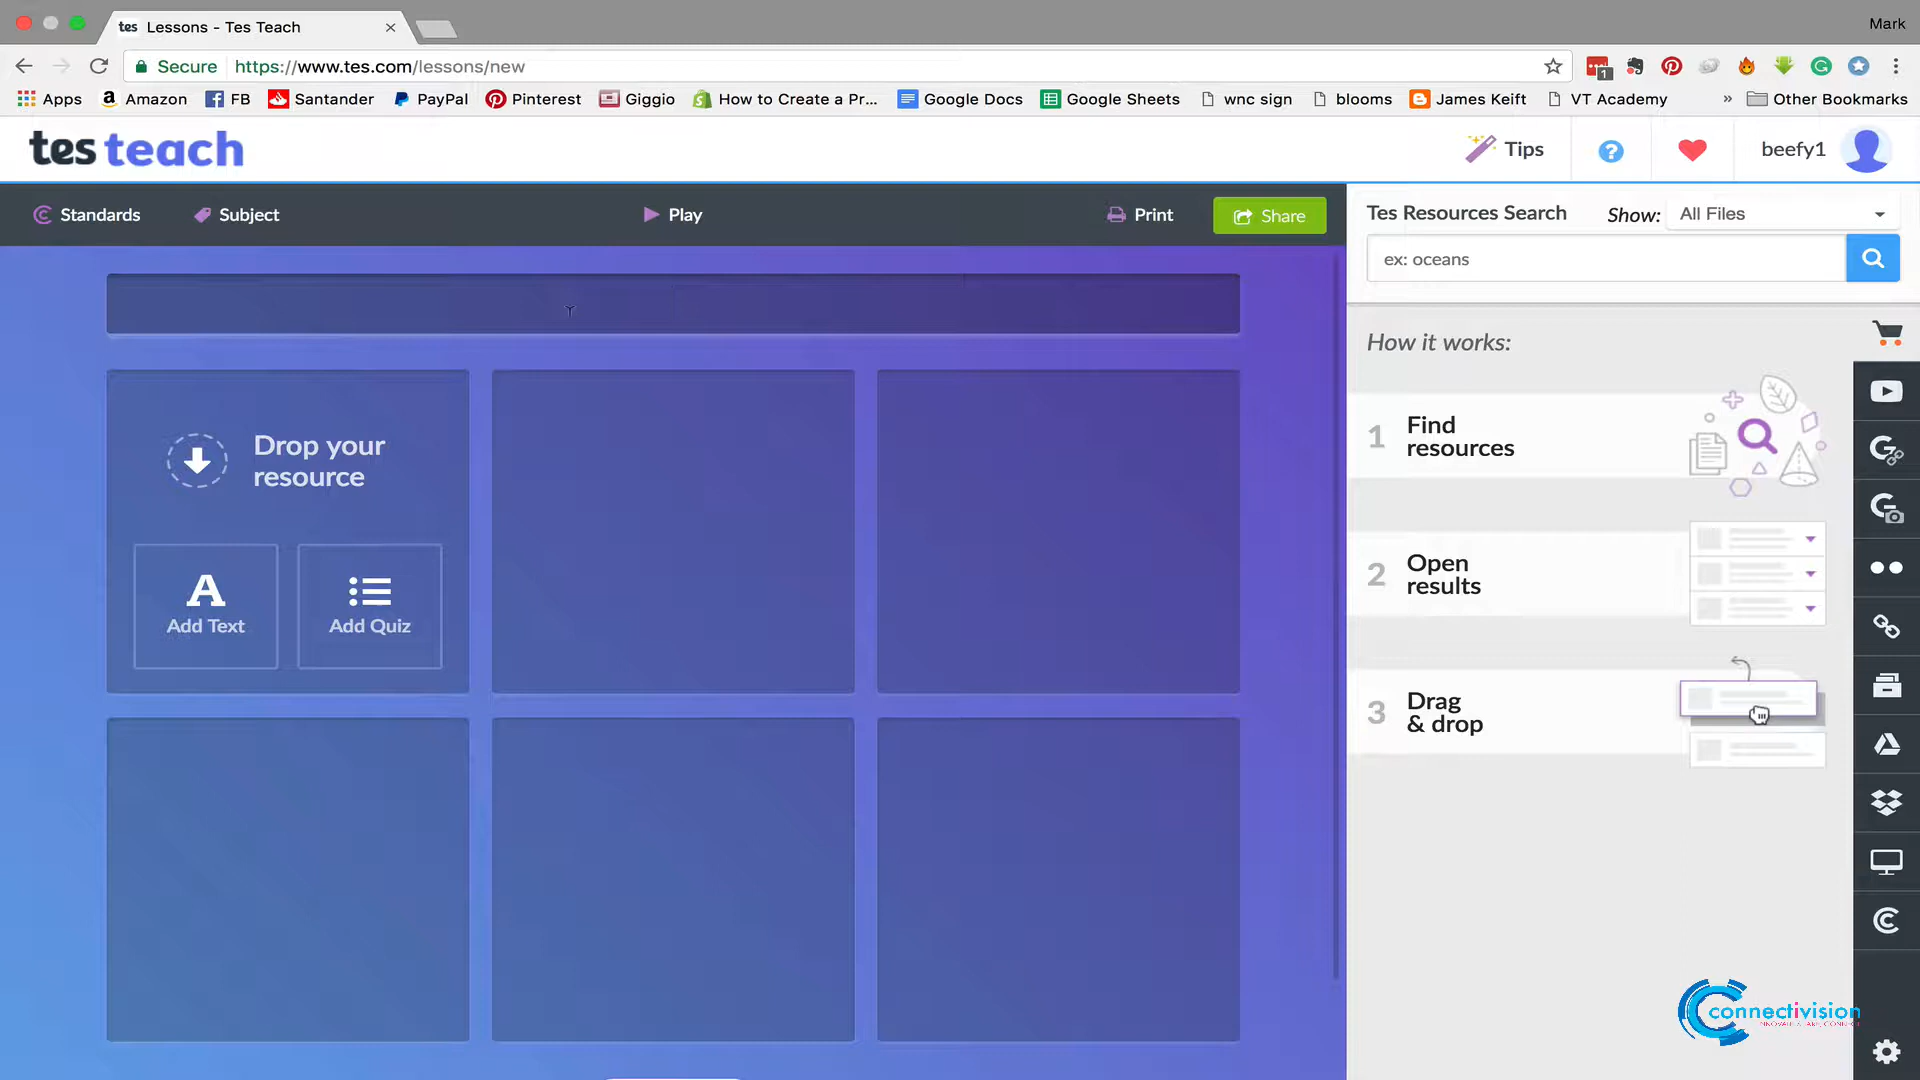 tes Lessons - Tes Teach
Mark
Secure https://www.tes.com/lessons/new
Apps Amazon FB Santander PayPal Pinterest Giggio How to Create a Pr... Google Docs Google Sheets wnc sign blooms James Keift VT Academy » Other Bookmarks
tes teach
Tips
beefy1
Standards Subject Play Print Share
Tes Resources Search Show: All Files
ex: oceans
How it works:
Drop your
resource
Add Text Add Quiz
1 Find
resources
2 Open
results
3 Drag
& drop
connectivision